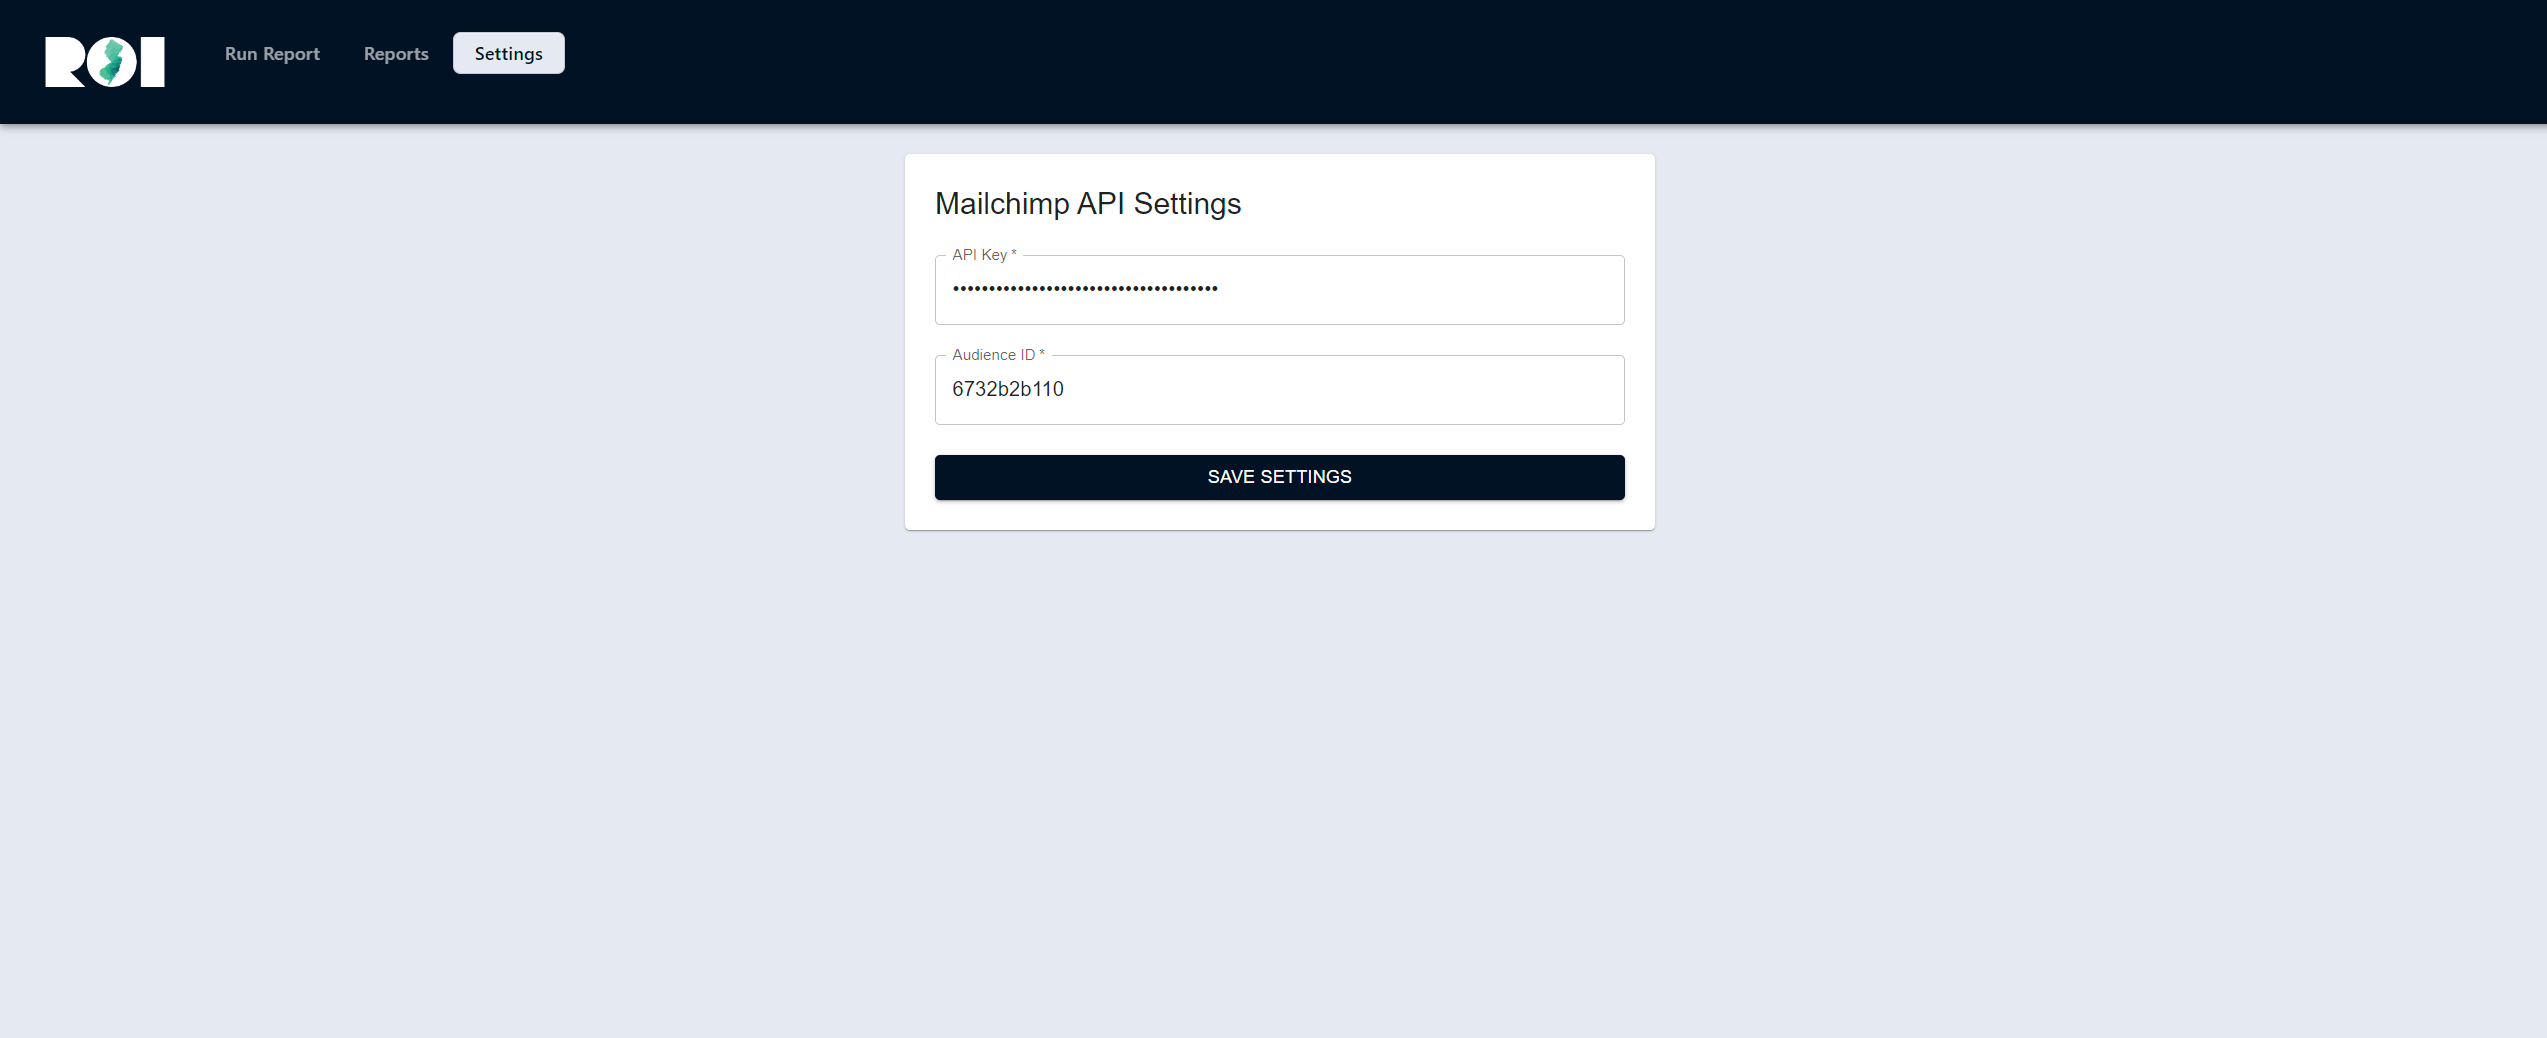 ROI
Run Report
Reports
Settings
Mailchimp API Settings
API Key *
•••••••••••••••••••••••••••••••••••••
Audience ID *
6732b2b110
SAVE SETTINGS